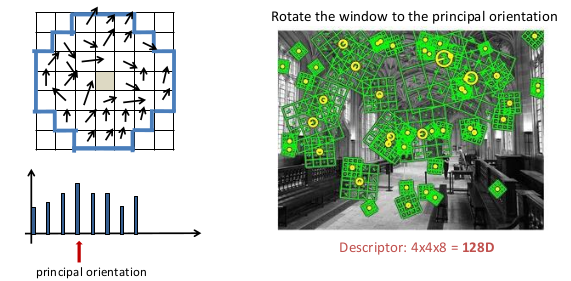 Rotate the window to the principal orientation
principal orientation
Descriptor: 4x4x8 = 128D